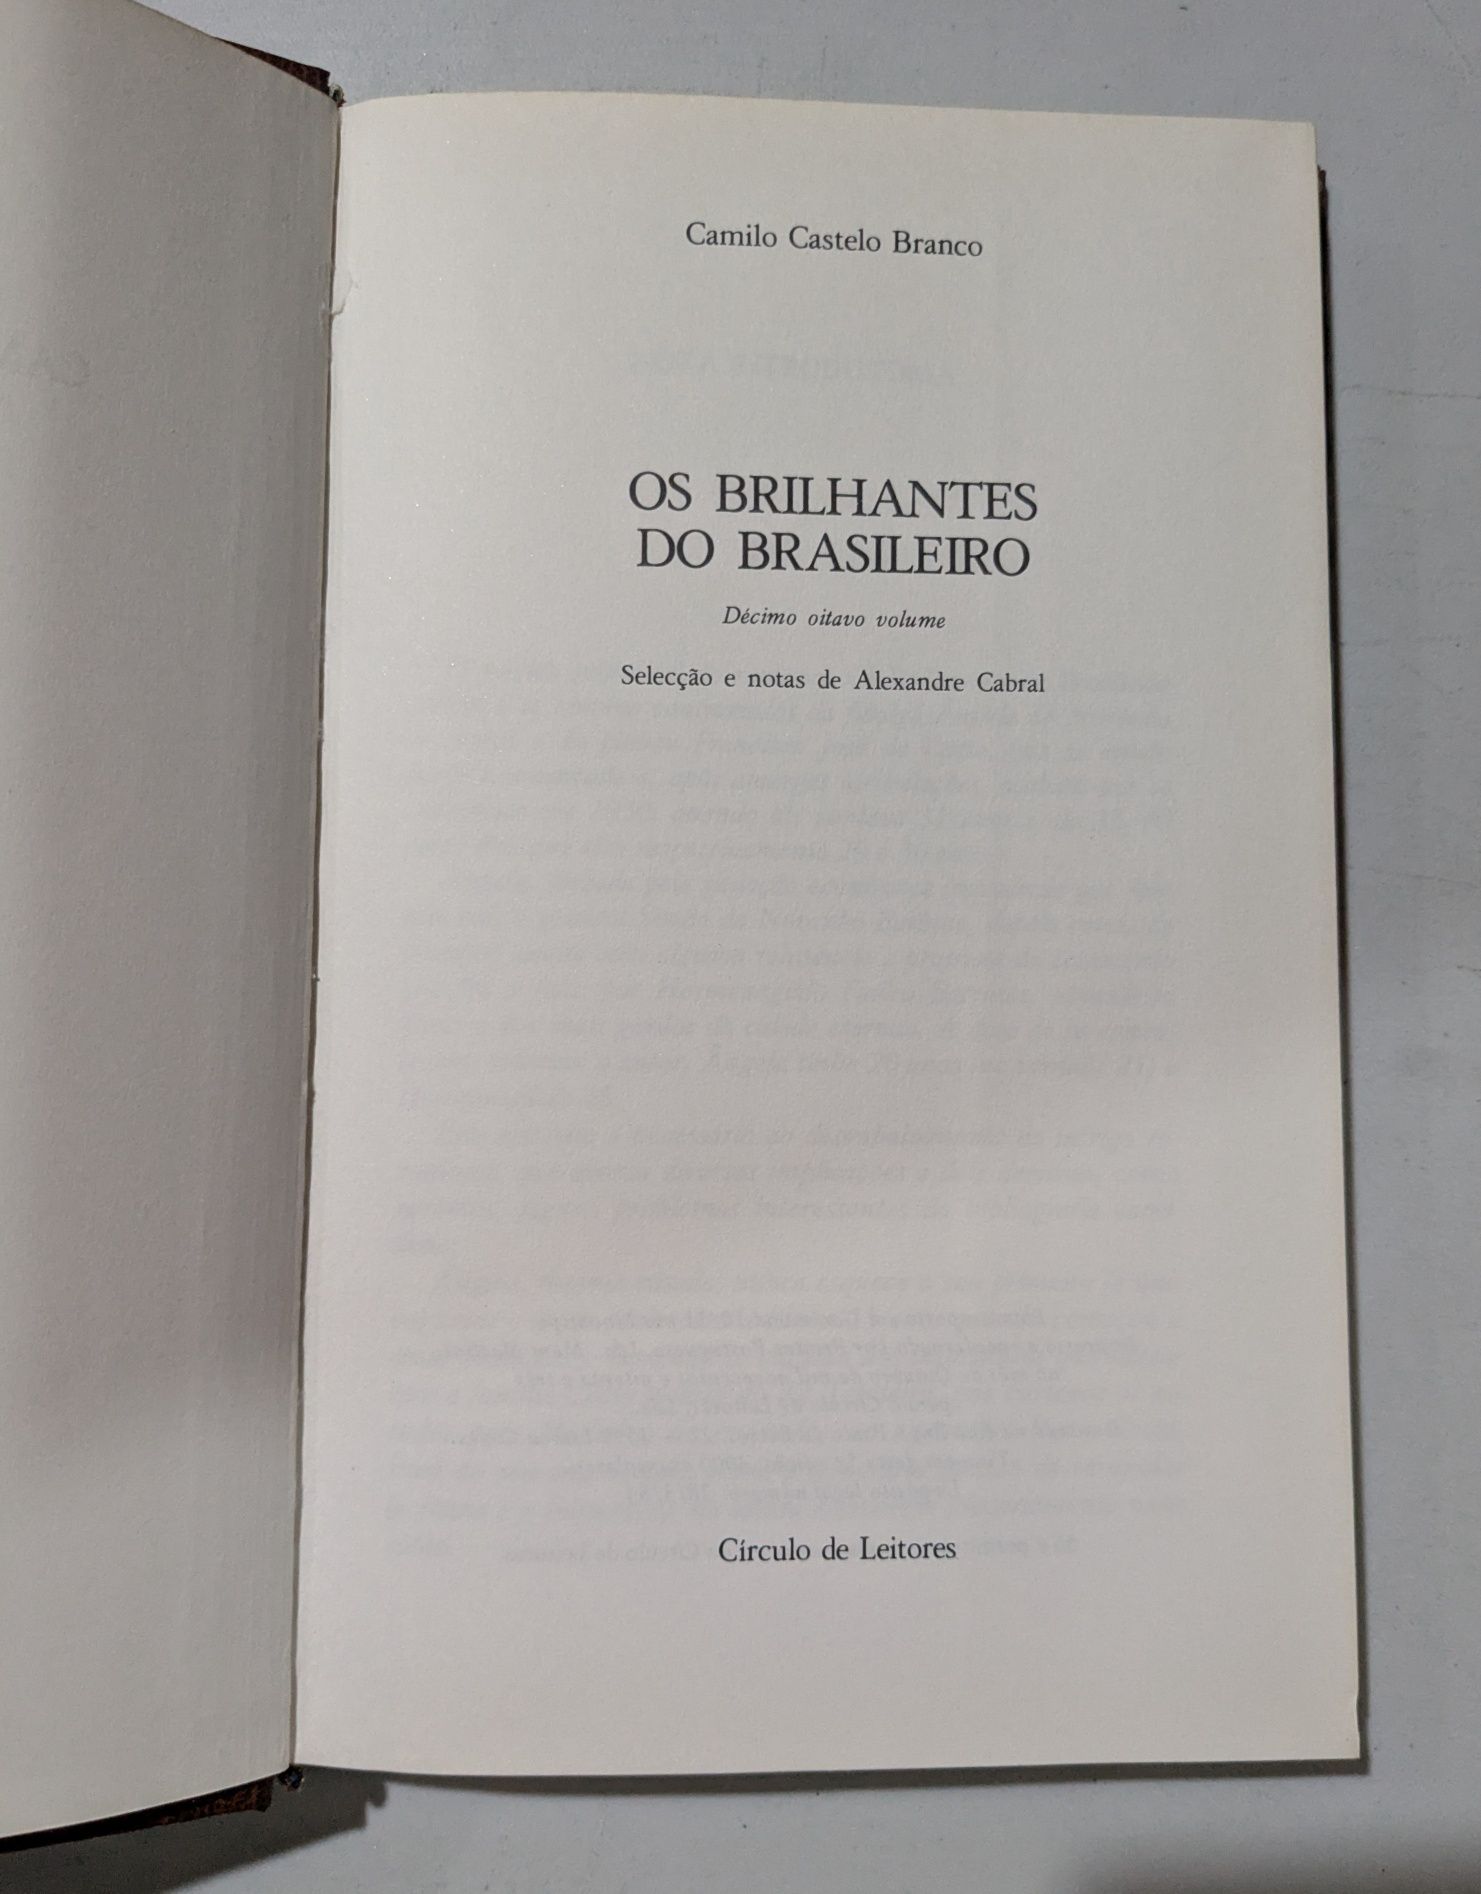 Camilo Castelo Branco
OS BRILHANTES
DO BRASILEIRO
Décimo oitavo volume
Selecção e notas de Alexandre Cabral
Círculo de Leitores